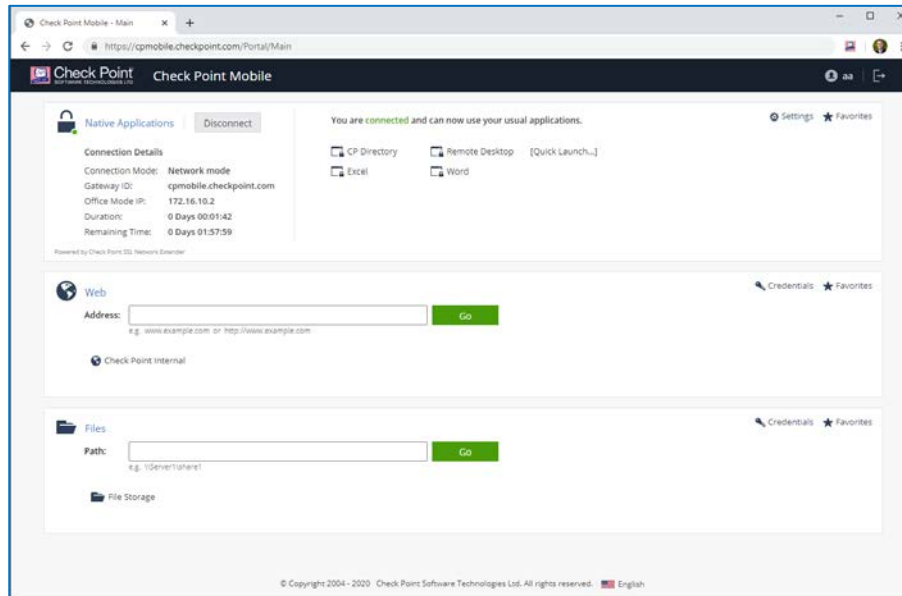 Check Point Mobile - Main
https://cpmobile.checkpoint.com/Portal/Main
Check Point
SOFTWARE TECHNOLOGIES LTD
Check Point Mobile
aa
Native Applications
Disconnect
You are connected and can now use your usual applications.
Settings
Favorites
Connection Details
CP Directory
Remote Desktop
[Quick Launch...]
Connection Mode: Network mode
Excel
Word
Gateway ID: cpmobile.checkpoint.com
Office Mode IP: 172.16.10.2
Duration: 0 Days 00:01:42
Remaining Time: 0 Days 01:57:59
Powered by Check Point SSL Network Extender
Web
Credentials
Favorites
Address:
Go
e.g. www.example.com or http://www.example.com
Check Point Internal
Files
Credentials
Favorites
Path:
Go
e.g. \\Server1\share1
File Storage
© Copyright 2004 - 2020 Check Point Software Technologies Ltd. All rights reserved. English